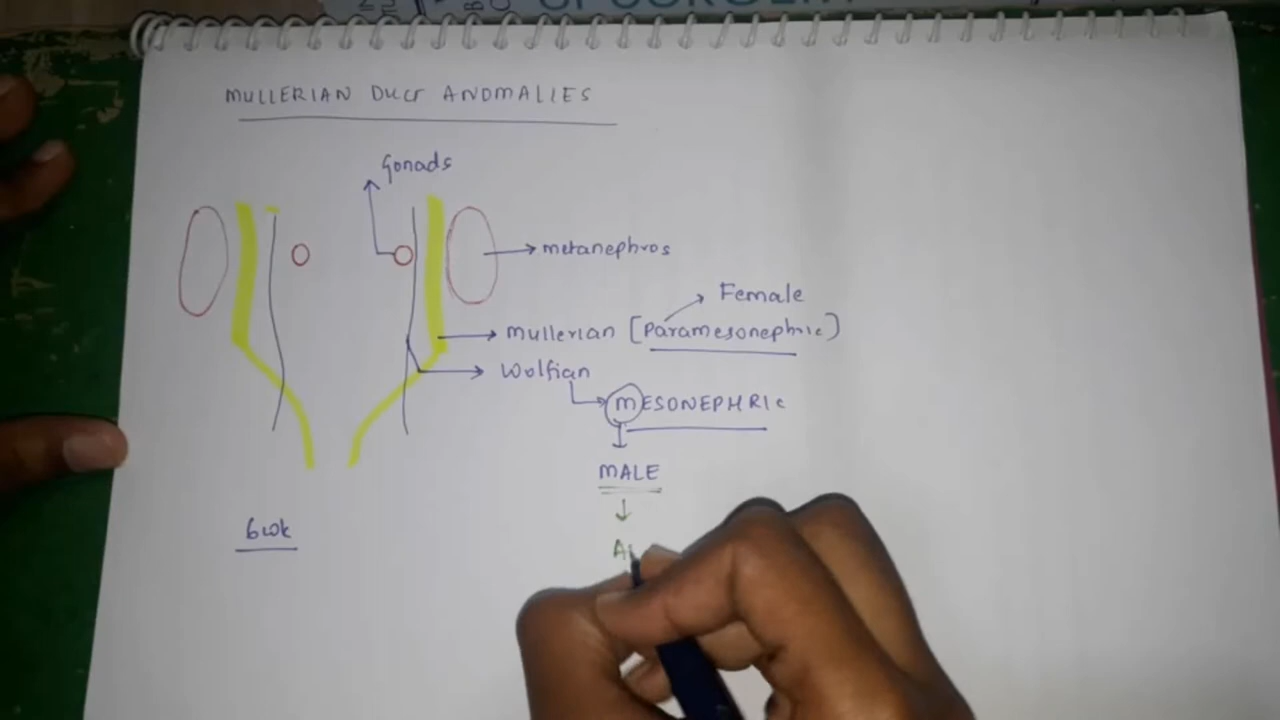 MULLERIAN DUCT ANOMALIES
Gonads
metanephros
Female
mullerian [Paramesonephric]
Wolfian
MESONEPHRIC
MALE
6wk